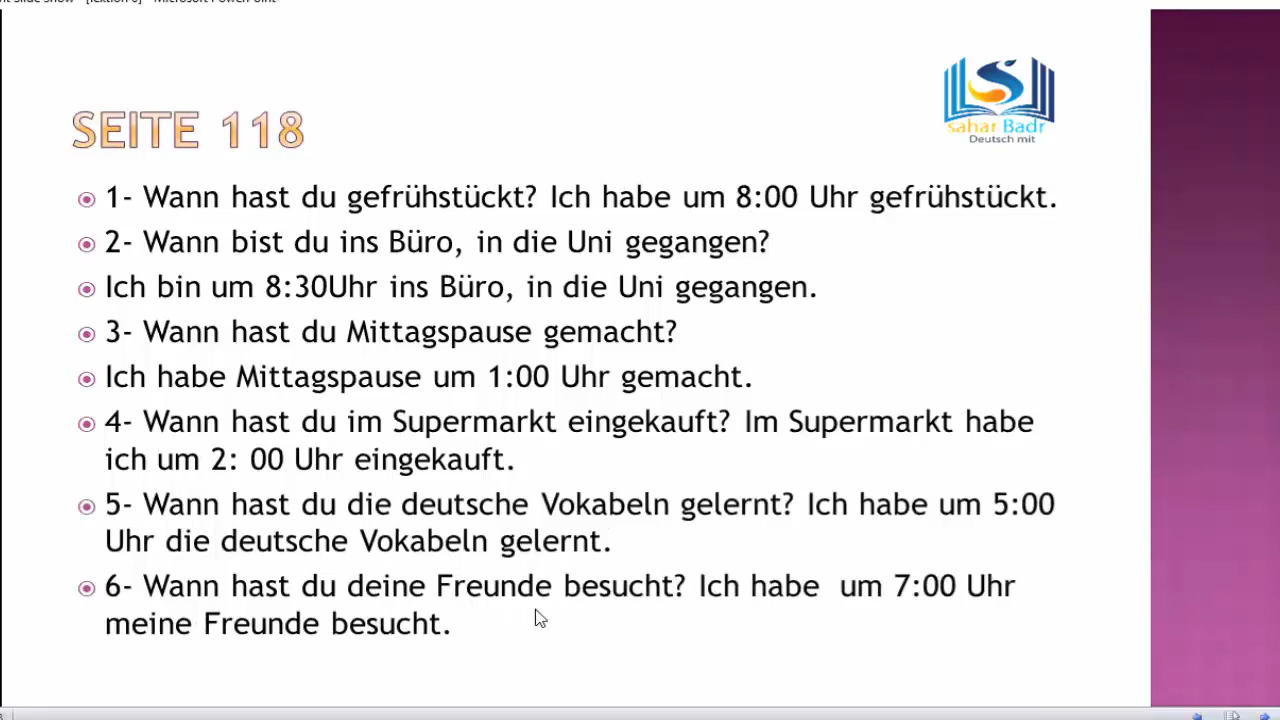 SEITE 118
sahar Badr
Deutsch mit
1- Wann hast du gefrühstückt? Ich habe um 8:00 Uhr gefrühstückt.
2- Wann bist du ins Büro, in die Uni gegangen?
Ich bin um 8:30Uhr ins Büro, in die Uni gegangen.
3- Wann hast du Mittagspause gemacht?
Ich habe Mittagspause um 1:00 Uhr gemacht.
4- Wann hast du im Supermarkt eingekauft? Im Supermarkt habe
ich um 2: 00 Uhr eingekauft.
5- Wann hast du die deutsche Vokabeln gelernt? Ich habe um 5:00
Uhr die deutsche Vokabeln gelernt.
6- Wann hast du deine Freunde besucht? Ich habe  um 7:00 Uhr
meine Freunde besucht.